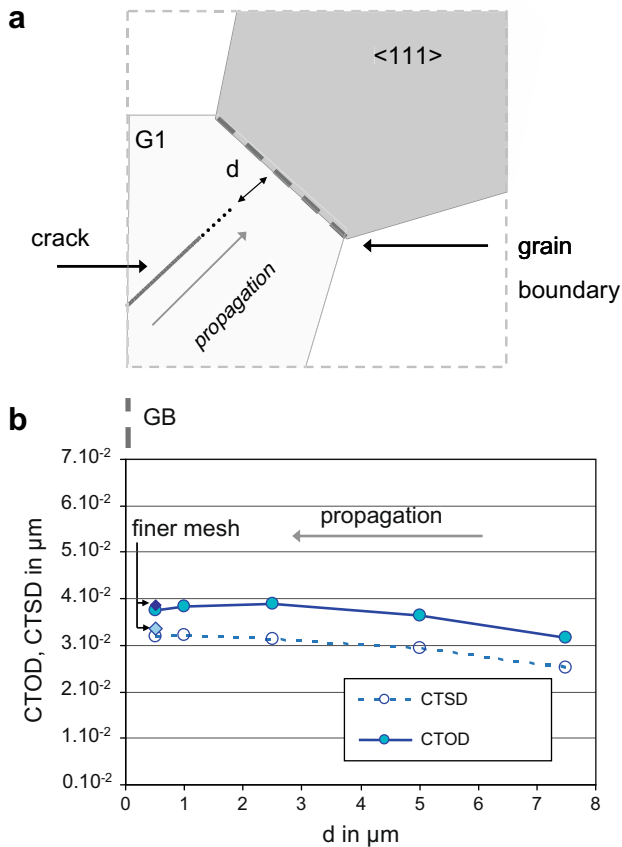 a
<111>
G1
d
crack
grain
boundary
propagation
b
GB
7.10-2
6.10-2
5.10-2
4.10-2
3.10-2
2.10-2
1.10-2
0.10-2
CTOD, CTSD in µm
finer mesh
propagation
CTSD
CTOD
0 1 2 3 4 5 6 7 8
d in µm